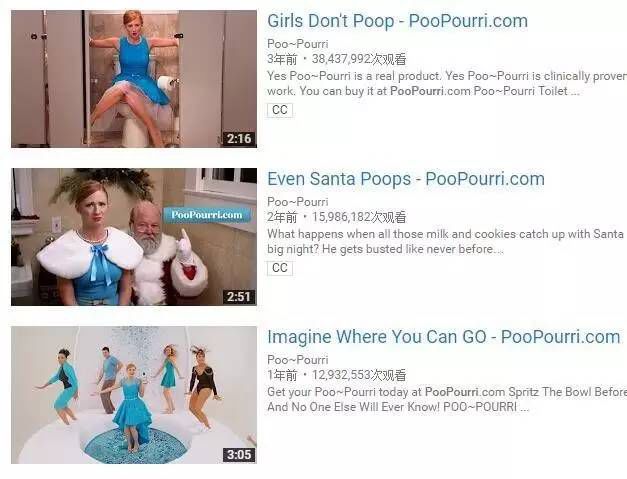 Girls Don't Poop - PooPourri.com
Poo~Pourri
3年前 · 38,437,992次观看
Yes Poo~Pourri is a real product. Yes Poo~Pourri is clinically proven
work. You can buy it at PooPourri.com Poo~Pourri Toilet ...
CC
2:16
Even Santa Poops - PooPourri.com
Poo~Pourri
2年前 · 15,986,182次观看
What happens when all those milk and cookies catch up with Santa
big night? He gets busted like never before...
CC
PooPourri.com
2:51
Imagine Where You Can GO - PooPourri.com
Poo~Pourri
1年前 · 12,932,553次观看
Get your Poo~Pourri today at PooPourri.com Spritz The Bowl Before
And No One Else Will Ever Know! POO~POURRI ...
3:05